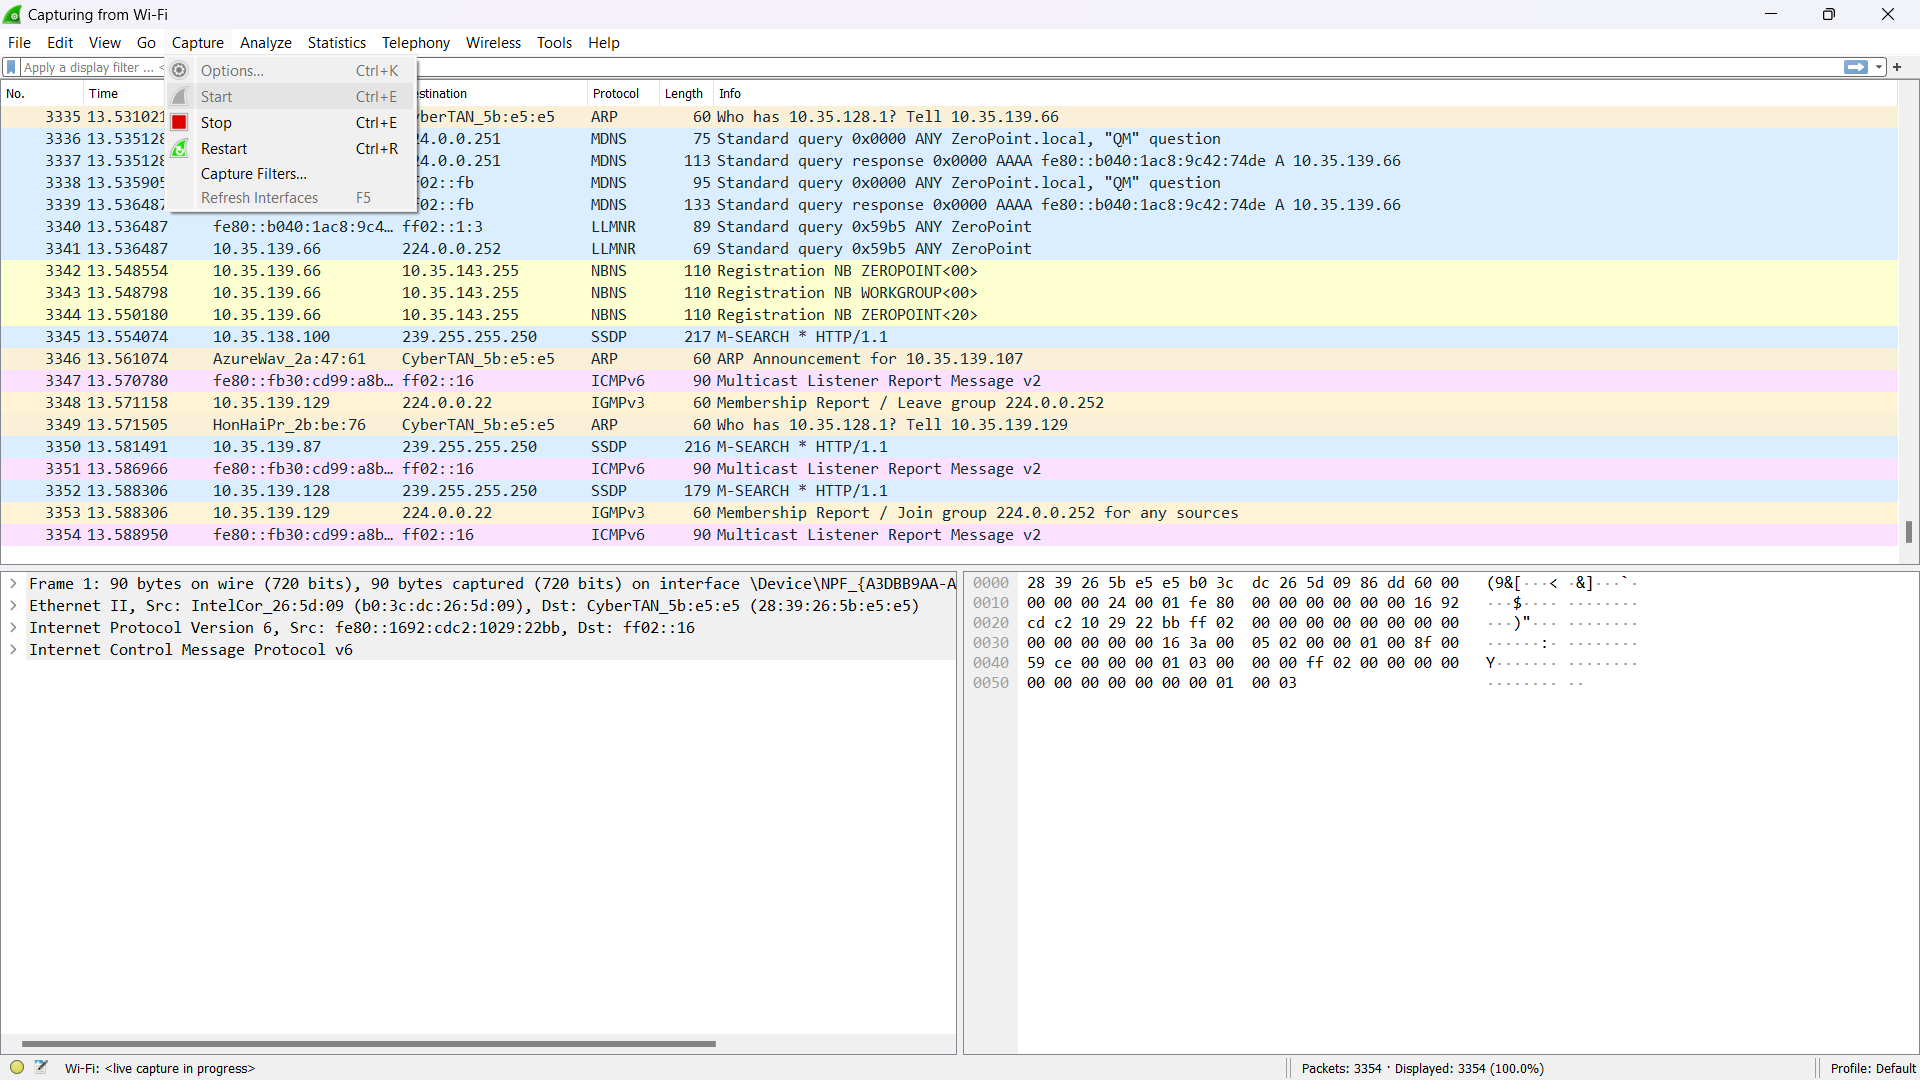 Capturing from Wi-Fi
File Edit View Go Capture Analyze Statistics Telephony Wireless Tools Help
Apply a display filter ... <
Options... Ctrl+K
Start Ctrl+E
Stop Ctrl+E
Restart Ctrl+R
Capture Filters...
Refresh Interfaces F5
No. Time stination Protocol Length Info
3335 13.531021 berTAN_5b:e5:e5 ARP 60 Who has 10.35.128.1? Tell 10.35.139.66
3336 13.535128 4.0.0.251 MDNS 75 Standard query 0x0000 ANY ZeroPoint.local, "QM" question
3337 13.535128 4.0.0.251 MDNS 113 Standard query response 0x0000 AAAA fe80::b040:1ac8:9c42:74de A 10.35.139.66
3338 13.535905 f02::fb MDNS 95 Standard query 0x0000 ANY ZeroPoint.local, "QM" question
3339 13.536487 f02::fb MDNS 133 Standard query response 0x0000 AAAA fe80::b040:1ac8:9c42:74de A 10.35.139.66
3340 13.536487 fe80::b040:1ac8:9c4… ff02::1:3 LLMNR 89 Standard query 0x59b5 ANY ZeroPoint
3341 13.536487 10.35.139.66 224.0.0.252 LLMNR 69 Standard query 0x59b5 ANY ZeroPoint
3342 13.548554 10.35.139.66 10.35.143.255 NBNS 110 Registration NB ZEROPOINT<00>
3343 13.548798 10.35.139.66 10.35.143.255 NBNS 110 Registration NB WORKGROUP<00>
3344 13.550180 10.35.139.66 10.35.143.255 NBNS 110 Registration NB ZEROPOINT<20>
3345 13.554074 10.35.138.100 239.255.255.250 SSDP 217 M-SEARCH * HTTP/1.1
3346 13.561074 AzureWav_2a:47:61 CyberTAN_5b:e5:e5 ARP 60 ARP Announcement for 10.35.139.107
3347 13.570780 fe80::fb30:cd99:a8b… ff02::16 ICMPv6 90 Multicast Listener Report Message v2
3348 13.571158 10.35.139.129 224.0.0.22 IGMPv3 60 Membership Report / Leave group 224.0.0.252
3349 13.571505 HonHaiPr_2b:be:76 CyberTAN_5b:e5:e5 ARP 60 Who has 10.35.128.1? Tell 10.35.139.129
3350 13.581491 10.35.139.87 239.255.255.250 SSDP 216 M-SEARCH * HTTP/1.1
3351 13.586966 fe80::fb30:cd99:a8b… ff02::16 ICMPv6 90 Multicast Listener Report Message v2
3352 13.588306 10.35.139.128 239.255.255.250 SSDP 179 M-SEARCH * HTTP/1.1
3353 13.588306 10.35.139.129 224.0.0.22 IGMPv3 60 Membership Report / Join group 224.0.0.252 for any sources
3354 13.588950 fe80::fb30:cd99:a8b… ff02::16 ICMPv6 90 Multicast Listener Report Message v2
Frame 1: 90 bytes on wire (720 bits), 90 bytes captured (720 bits) on interface \Device\NPF_{A3DBB9AA-A
Ethernet II, Src: IntelCor_26:5d:09 (b0:3c:dc:26:5d:09), Dst: CyberTAN_5b:e5:e5 (28:39:26:5b:e5:e5)
Internet Protocol Version 6, Src: fe80::1692:cdc2:1029:22bb, Dst: ff02::16
Internet Control Message Protocol v6
0000 28 39 26 5b e5 e5 b0 3c dc 26 5d 09 86 dd 60 00 (9&[···< ·&]···`·
0010 00 00 00 24 00 01 fe 80 00 00 00 00 00 00 16 92 ···$···· ········
0020 cd c2 10 29 22 bb ff 02 00 00 00 00 00 00 00 00 ···)"··· ········
0030 00 00 00 00 00 16 3a 00 05 02 00 00 01 00 8f 00 ······:· ········
0040 59 ce 00 00 00 01 03 00 00 00 ff 02 00 00 00 00 Y······· ········
0050 00 00 00 00 00 00 00 01 00 03 ········ ··
Wi-Fi: <live capture in progress> Packets: 3354 · Displayed: 3354 (100.0%) Profile: Default